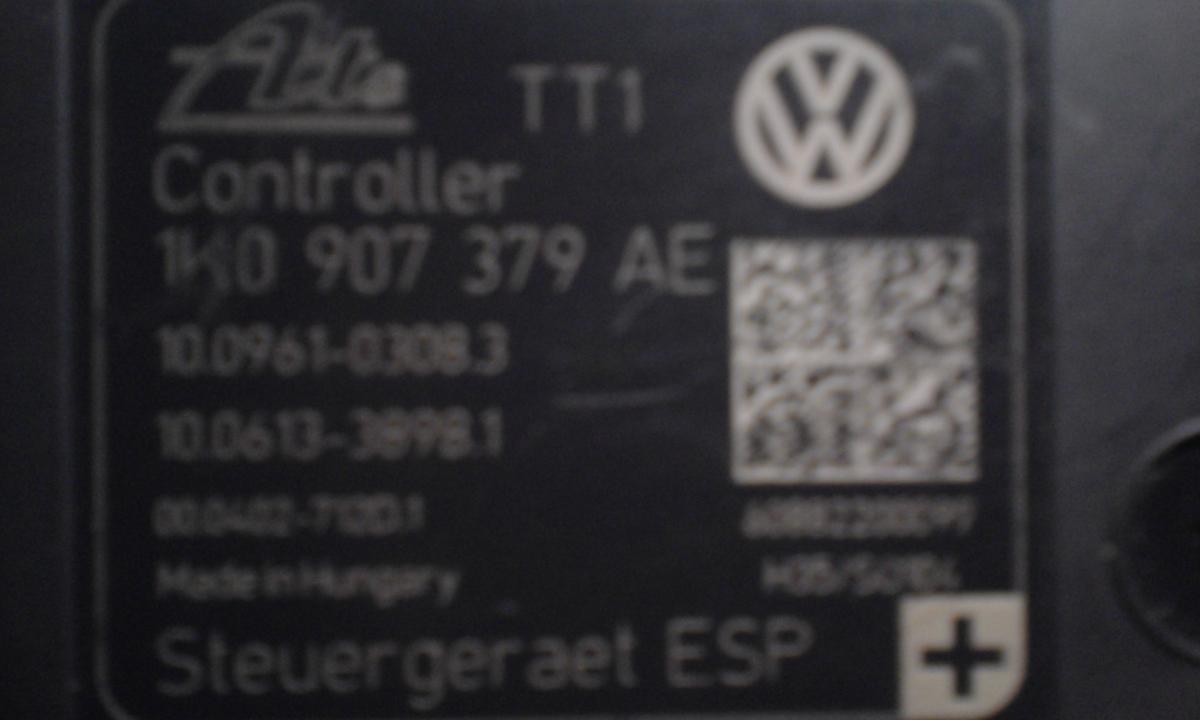 Ate TT1
Controller
1K0 907 379 AE
10.0961-0308.3
10.0613-3898.1
Made in Hungary
Steuergeraet ESP